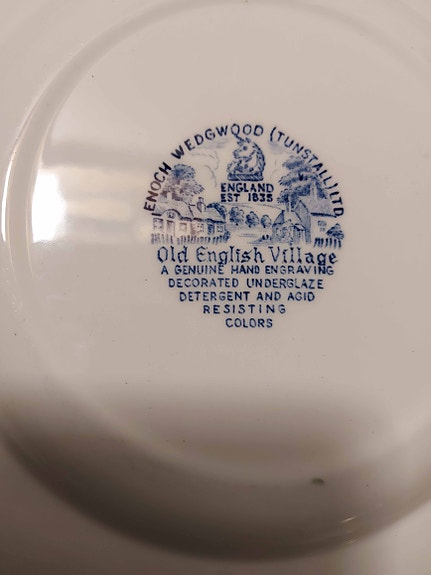 ENOCH WEDGWOOD (TUNSTALL) LTD
ENGLAND
EST 1835
Old English Village
A GENUINE HAND ENGRAVING
DECORATED UNDERGLAZE
DETERGENT AND ACID
RESISTING
COLORS